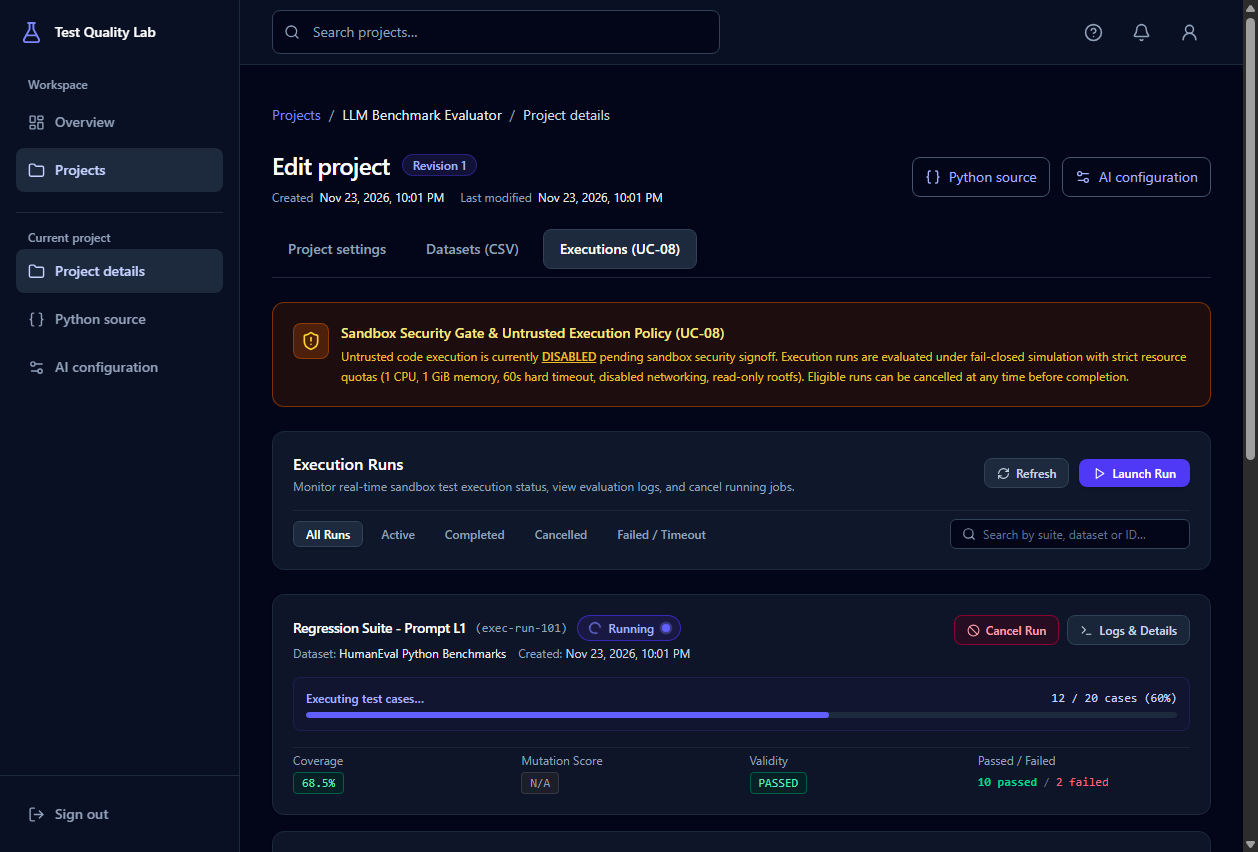 Test Quality Lab
Search projects...
Workspace
Overview
Projects
Current project
Project details
Python source
AI configuration
Sign out
Projects / LLM Benchmark Evaluator / Project details
Edit project Revision 1
Created Nov 23, 2026, 10:01 PM Last modified Nov 23, 2026, 10:01 PM
{ } Python source AI configuration
Project settings Datasets (CSV) Executions (UC-08)
Sandbox Security Gate & Untrusted Execution Policy (UC-08)
Untrusted code execution is currently DISABLED pending sandbox security signoff. Execution runs are evaluated under fail-closed simulation with strict resource
quotas (1 CPU, 1 GiB memory, 60s hard timeout, disabled networking, read-only rootfs). Eligible runs can be cancelled at any time before completion.
Execution Runs
Monitor real-time sandbox test execution status, view evaluation logs, and cancel running jobs.
Refresh Launch Run
All Runs Active Completed Cancelled Failed / Timeout Search by suite, dataset or ID...
Regression Suite - Prompt L1 (exec-run-101) Running Cancel Run Logs & Details
Dataset: HumanEval Python Benchmarks Created: Nov 23, 2026, 10:01 PM
Executing test cases... 12 / 20 cases (60%)
Coverage Mutation Score Validity Passed / Failed
68.5% N/A PASSED 10 passed / 2 failed